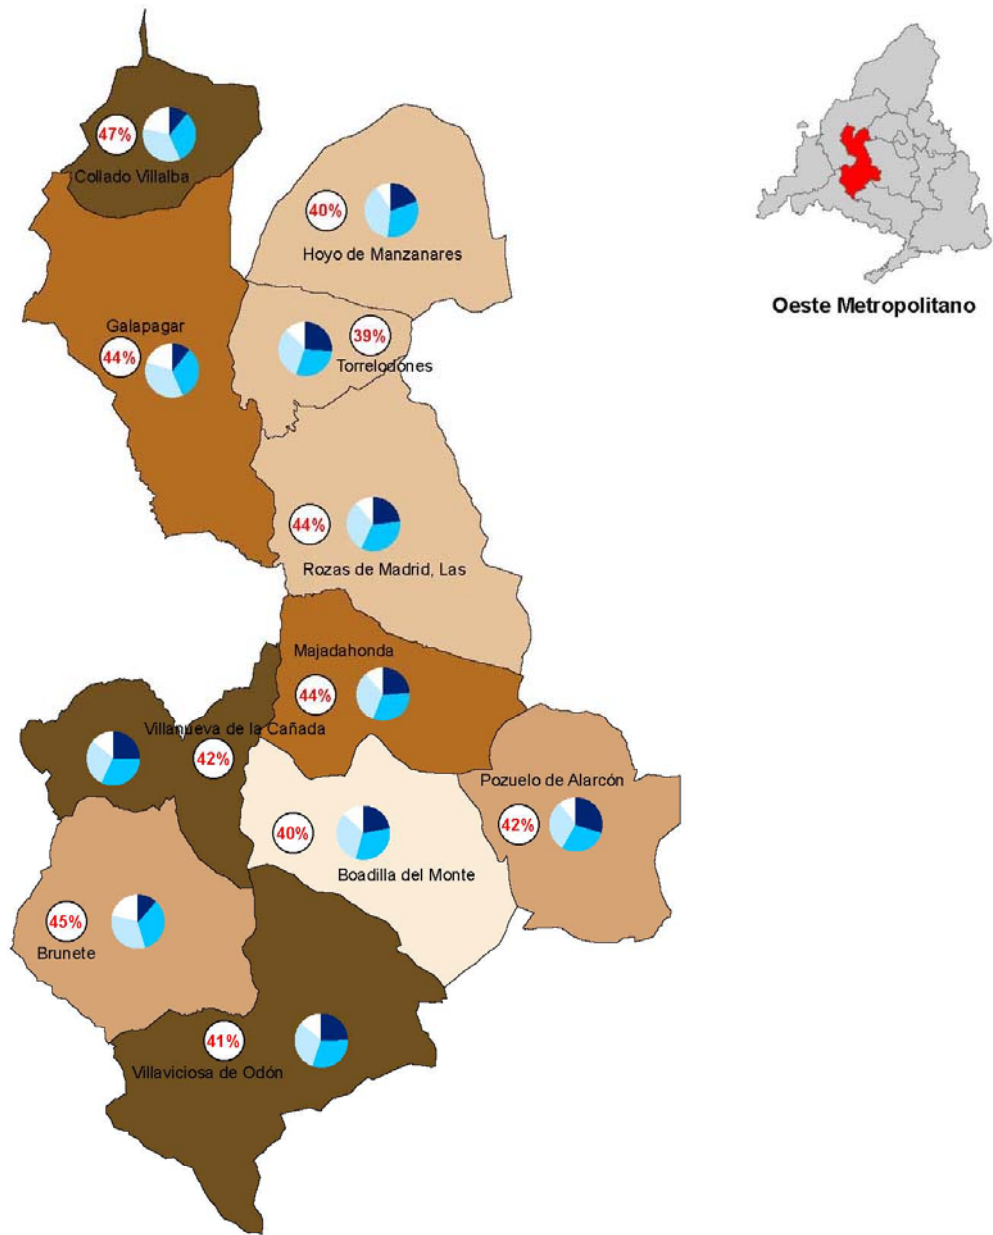 47%
Collado Villalba
40%
Hoyo de Manzanares
Oeste Metropolitano
Galapagar
44%
39%
Torrelodones
44%
Rozas de Madrid, Las
Majadahonda
44%
Villanueva de la Cañada
42%
Pozuelo de Alarcón
42%
40%
Boadilla del Monte
45%
Brunete
41%
Villaviciosa de Odón